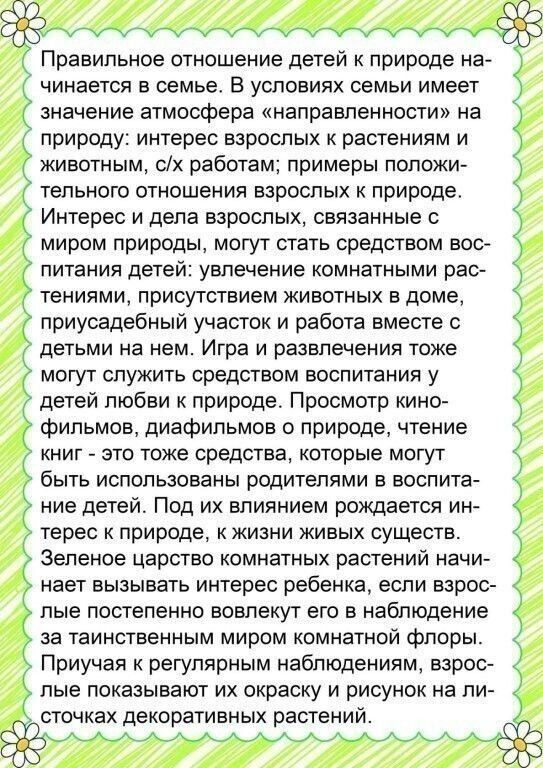 Правильное отношение детей к природе на-
чинается в семье. В условиях семьи имеет
значение атмосфера «направленности» на
природу: интерес взрослых к растениям и
животным, с/х работам; примеры положи-
тельного отношения взрослых к природе.
Интерес и дела взрослых, связанные с
миром природы, могут стать средством вос-
питания детей: увлечение комнатными рас-
тениями, присутствием животных в доме,
приусадебный участок и работа вместе с
детьми на нем. Игра и развлечения тоже
могут служить средством воспитания у
детей любви к природе. Просмотр кино-
фильмов, диафильмов о природе, чтение
книг - это тоже средства, которые могут
быть использованы родителями в воспита-
ние детей. Под их влиянием рождается ин-
терес к природе, к жизни живых существ.
Зеленое царство комнатных растений начи-
нает вызывать интерес ребенка, если взрос-
лые постепенно вовлекут его в наблюдение
за таинственным миром комнатной флоры.
Приучая к регулярным наблюдениям, взрос-
лые показывают их окраску и рисунок на ли-
сточках декоративных растений.